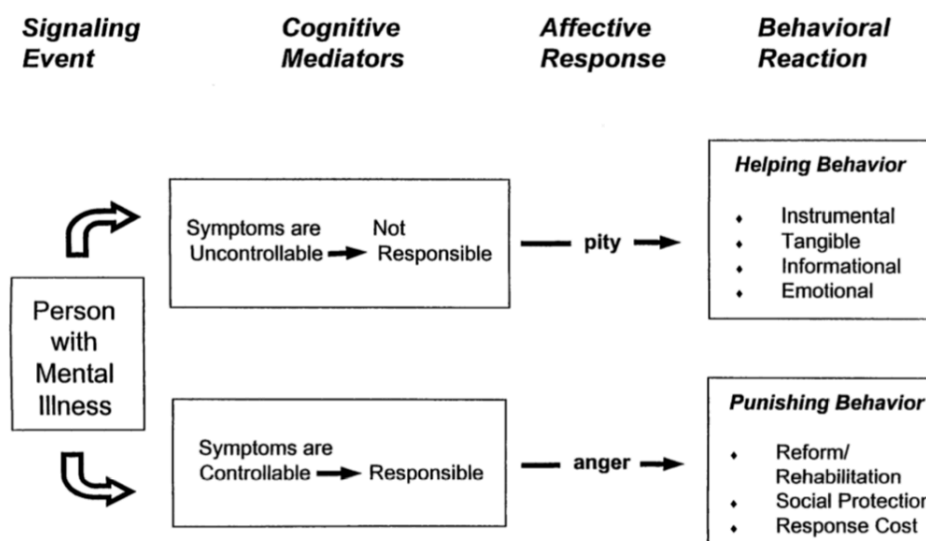 Signaling Event
Cognitive Mediators
Affective Response
Behavioral Reaction
Person
with
Mental
Illness
Symptoms are
Uncontrollable
Not
Responsible
pity
Helping Behavior
Instrumental
Tangible
Informational
Emotional
Symptoms are
Controllable
Responsible
anger
Punishing Behavior
Reform/
Rehabilitation
Social Protection
Response Cost